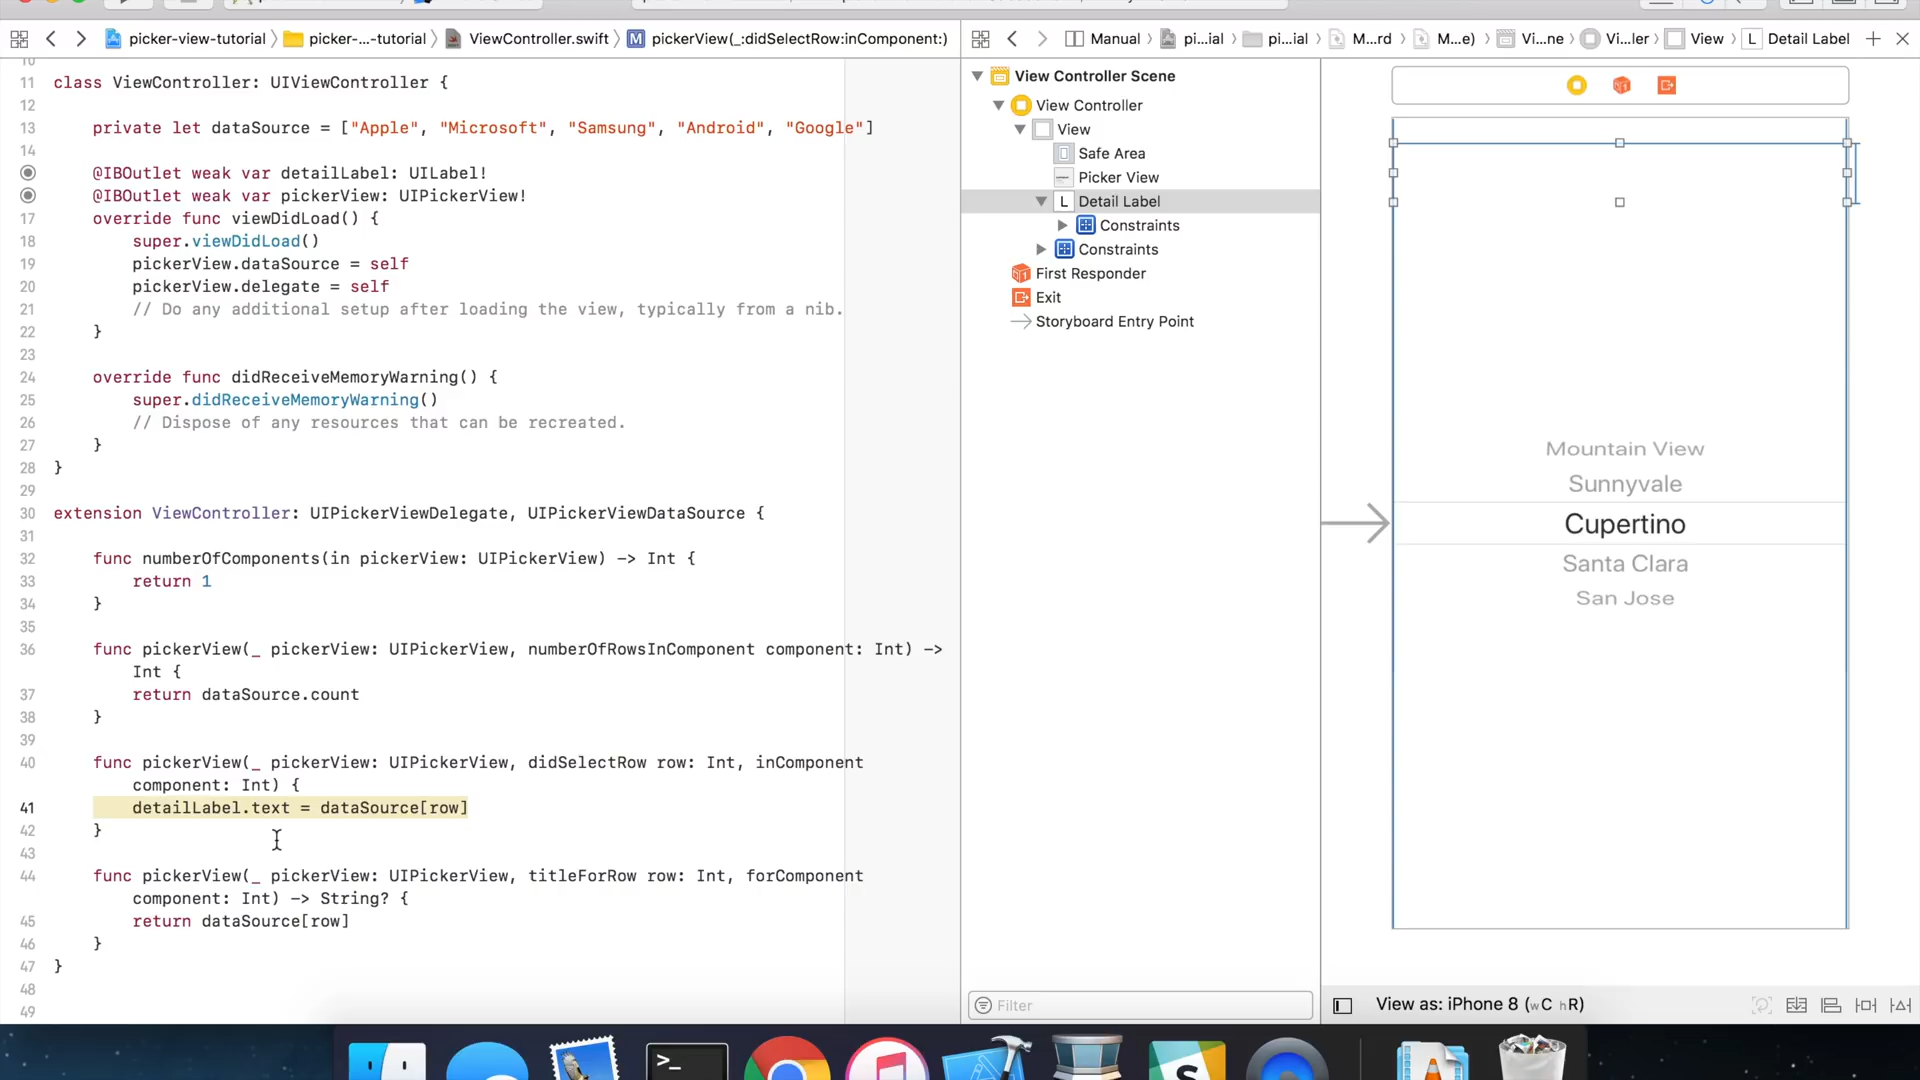 picker-view-tutorial
picker-...-tutorial
ViewController.swift
M
pickerView(_:didSelectRow:inComponent:)
Manual
pi...ial
pi...ial
M...rd
M...e)
Vi...ne
Vi...ler
View
L
Detail Label
10
11 class ViewController: UIViewController {
12
13 private let dataSource = ["Apple", "Microsoft", "Samsung", "Android", "Google"]
14
@IBOutlet weak var detailLabel: UILabel!
@IBOutlet weak var pickerView: UIPickerView!
17 override func viewDidLoad() {
18 super.viewDidLoad()
19 pickerView.dataSource = self
20 pickerView.delegate = self
21 // Do any additional setup after loading the view, typically from a nib.
22 }
23
24 override func didReceiveMemoryWarning() {
25 super.didReceiveMemoryWarning()
26 // Dispose of any resources that can be recreated.
27 }
28 }
29
30 extension ViewController: UIPickerViewDelegate, UIPickerViewDataSource {
31
32 func numberOfComponents(in pickerView: UIPickerView) -> Int {
33 return 1
34 }
35
36 func pickerView(_ pickerView: UIPickerView, numberOfRowsInComponent component: Int) ->
Int {
37 return dataSource.count
38 }
39
40 func pickerView(_ pickerView: UIPickerView, didSelectRow row: Int, inComponent
component: Int) {
41 detailLabel.text = dataSource[row]
42 }
43
44 func pickerView(_ pickerView: UIPickerView, titleForRow row: Int, forComponent
component: Int) -> String? {
45 return dataSource[row]
46 }
47 }
48
49
View Controller Scene
View Controller
View
Safe Area
Picker View
L Detail Label
Constraints
Constraints
First Responder
Exit
Storyboard Entry Point
Filter
Mountain View
Sunnyvale
Cupertino
Santa Clara
San Jose
View as: iPhone 8 (wC hR)
>_
S